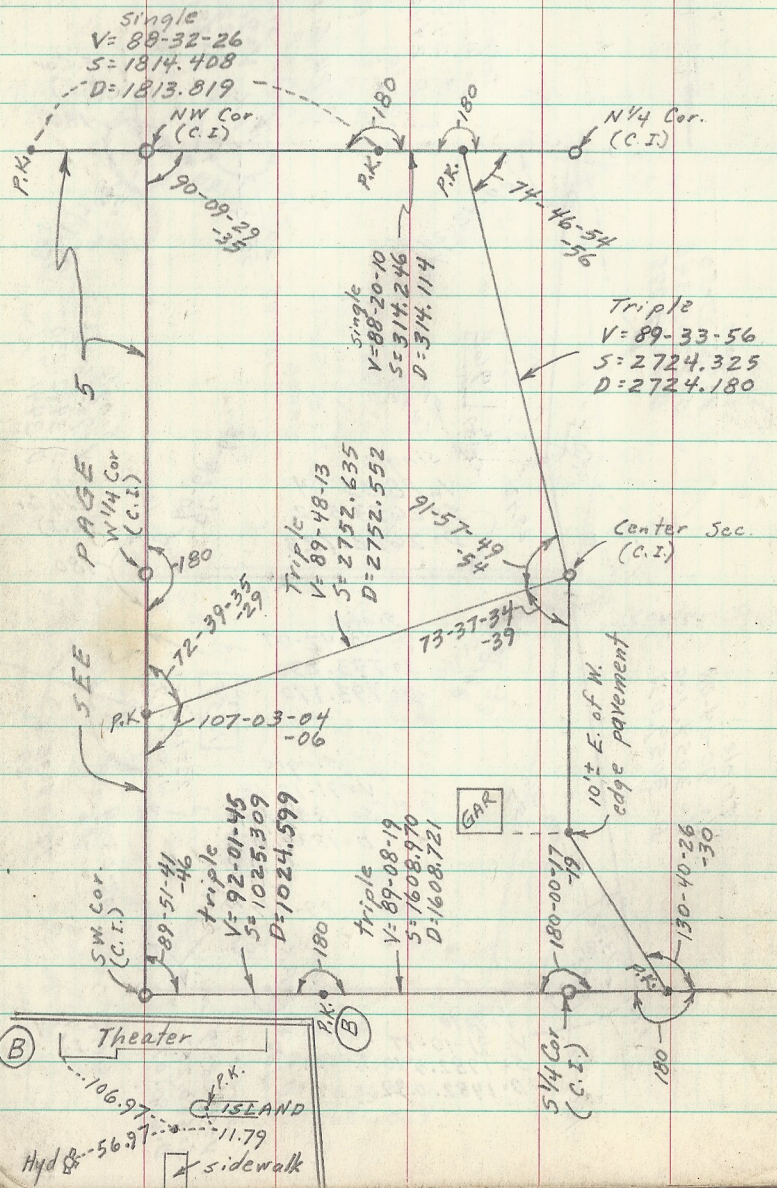 single
V= 88-32-26
S= 1814.408
D= 1813.819
NW Cor.
(C.I)
180
180
N 1/4 Cor.
(C.I.)
P.K.
P.K.
P.K.
90-09-29
-35
74-46-54
-56
single
V= 88-20-10
S= 314.246
D= 314.114
Triple
V= 89-33-56
S= 2724.325
D= 2724.180
SEE PAGE 5
W 1/4 Cor
(C.I.)
180
Triple
V= 89-48-13
S= 2752.635
D= 2752.552
91-57-49
-54
Center Sec.
(C.I.)
72-39-35
-29
73-37-34
-39
P.K.
107-03-04
-06
10'± E. of W.
edge pavement
GAR
SW. Cor.
(C.I.)
89-51-41
-46
triple
V= 92-01-45
S= 1025.309
D= 1024.599
180
triple
V= 89-08-19
S= 1608.970
D= 1608.721
180-00-17
-19
130-40-26
-30
P.K.
P.K.
B
B
S 1/4 Cor
(C.I.)
180
Theater
106.97
P.K.
ISLAND
11.79
Hyd
56.97
sidewalk